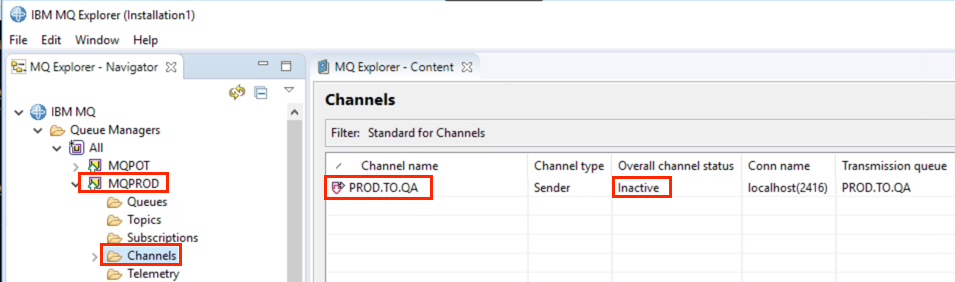 IBM MQ Explorer (Installation1)
File Edit Window Help
MQ Explorer - Navigator
IBM MQ
Queue Managers
All
MQPOT
MQPROD
Queues
Topics
Subscriptions
Channels
Telemetry
MQ Explorer - Content
Channels
Filter: Standard for Channels
Channel name Channel type Overall channel status Conn name Transmission queue
PROD.TO.QA Sender Inactive localhost(2416) PROD.TO.QA